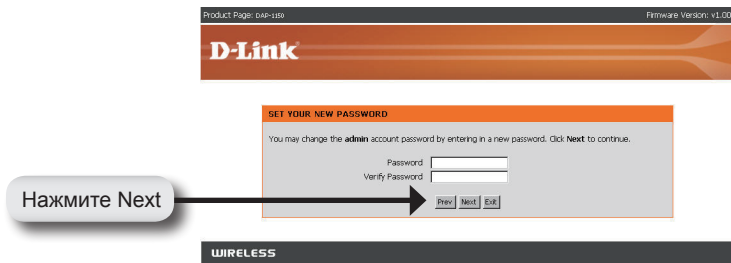 Product Page: DAP-1150 Firmware Version: v1.00
D-Link
SET YOUR NEW PASSWORD
You may change the admin account password by entering in a new password. Click Next to continue.
Password
Verify Password
Нажмите Next
Prev Next Exit
WIRELESS